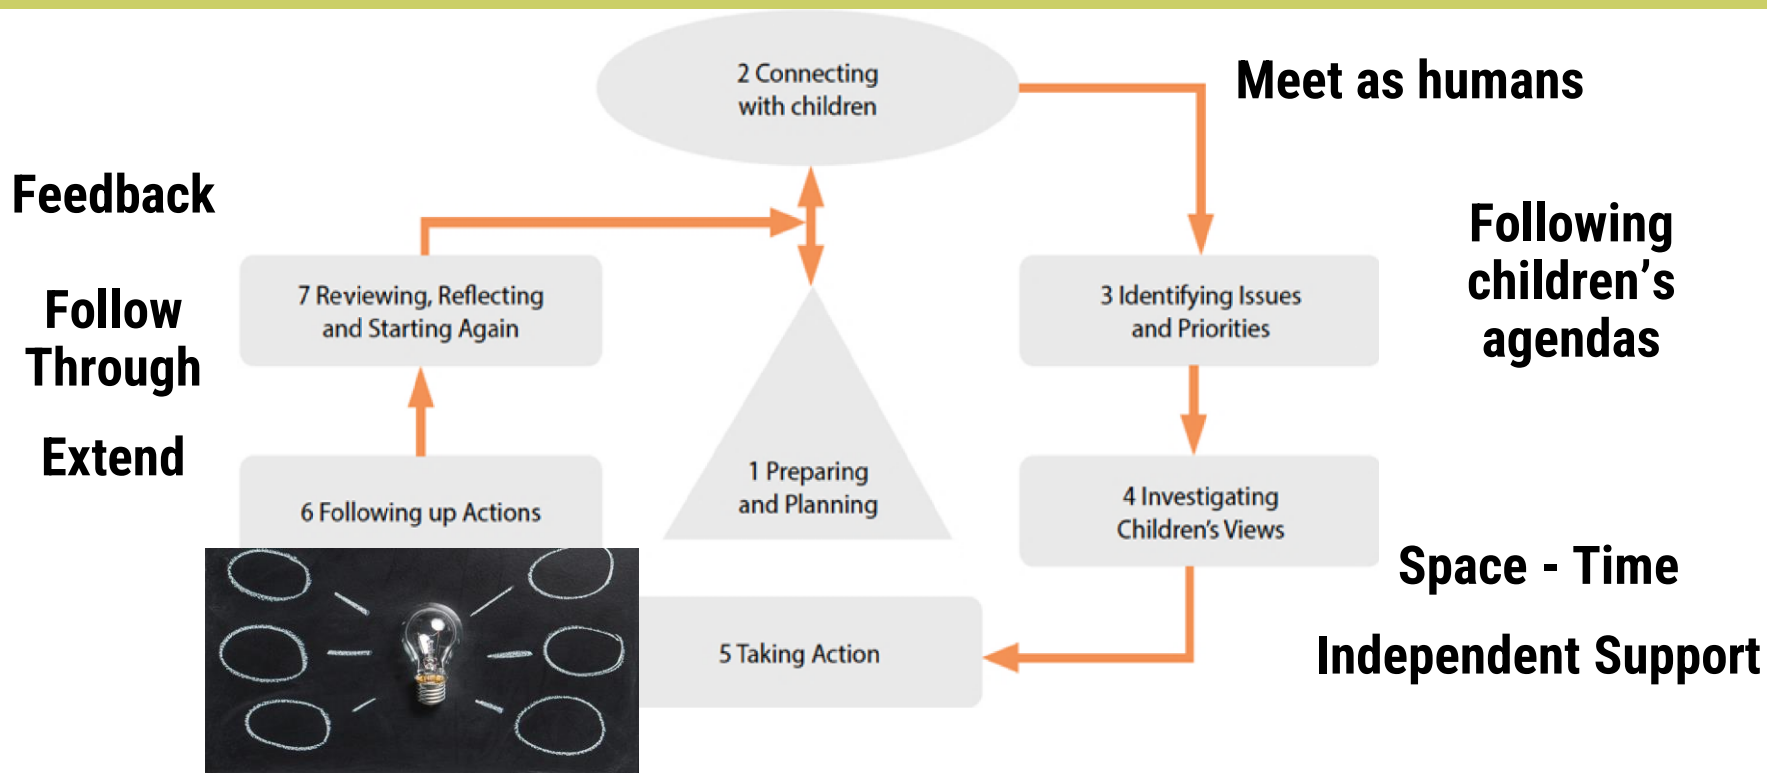 2 Connecting
with children
Meet as humans
Feedback
Following
children's
agendas
7 Reviewing, Reflecting
and Starting Again
3 Identifying Issues
and Priorities
Follow
Through
Extend
1 Preparing
and Planning
6 Following up Actions
4 Investigating
Children's Views
Space - Time
5 Taking Action
Independent Support